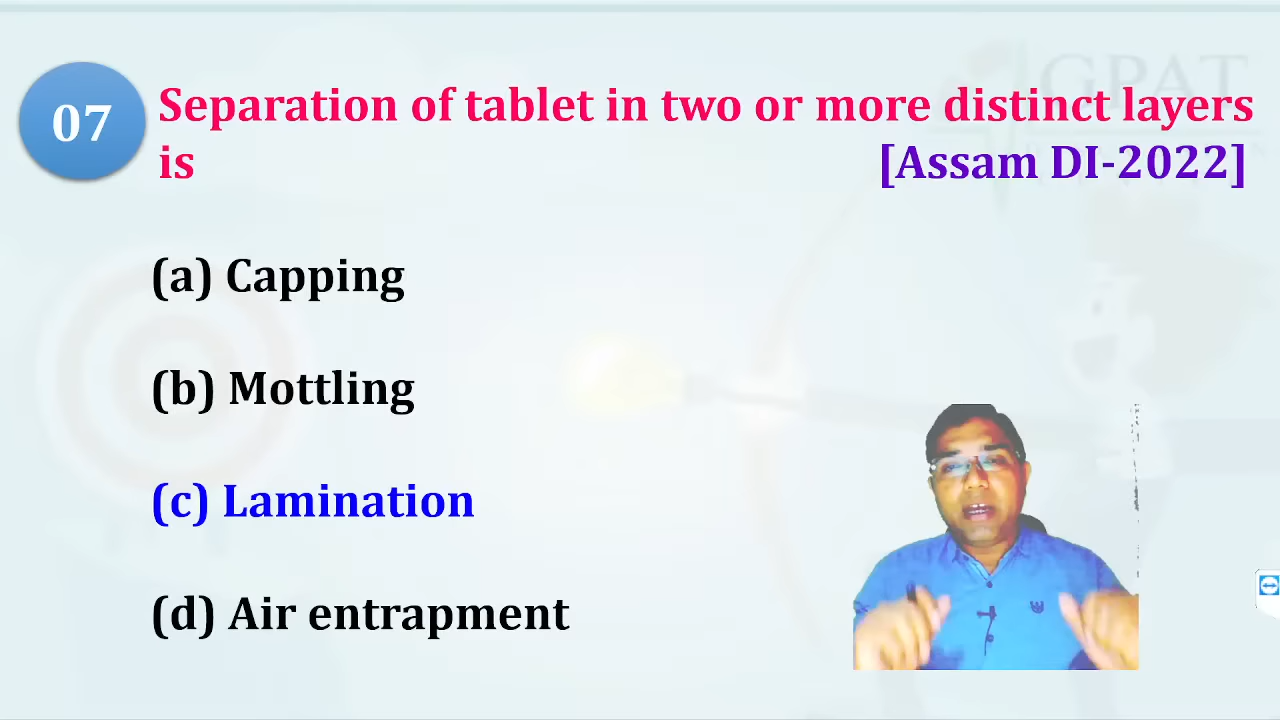 GPAT
07
Separation of tablet in two or more distinct layers
is [Assam DI-2022]
(a) Capping
(b) Mottling
(c) Lamination
(d) Air entrapment